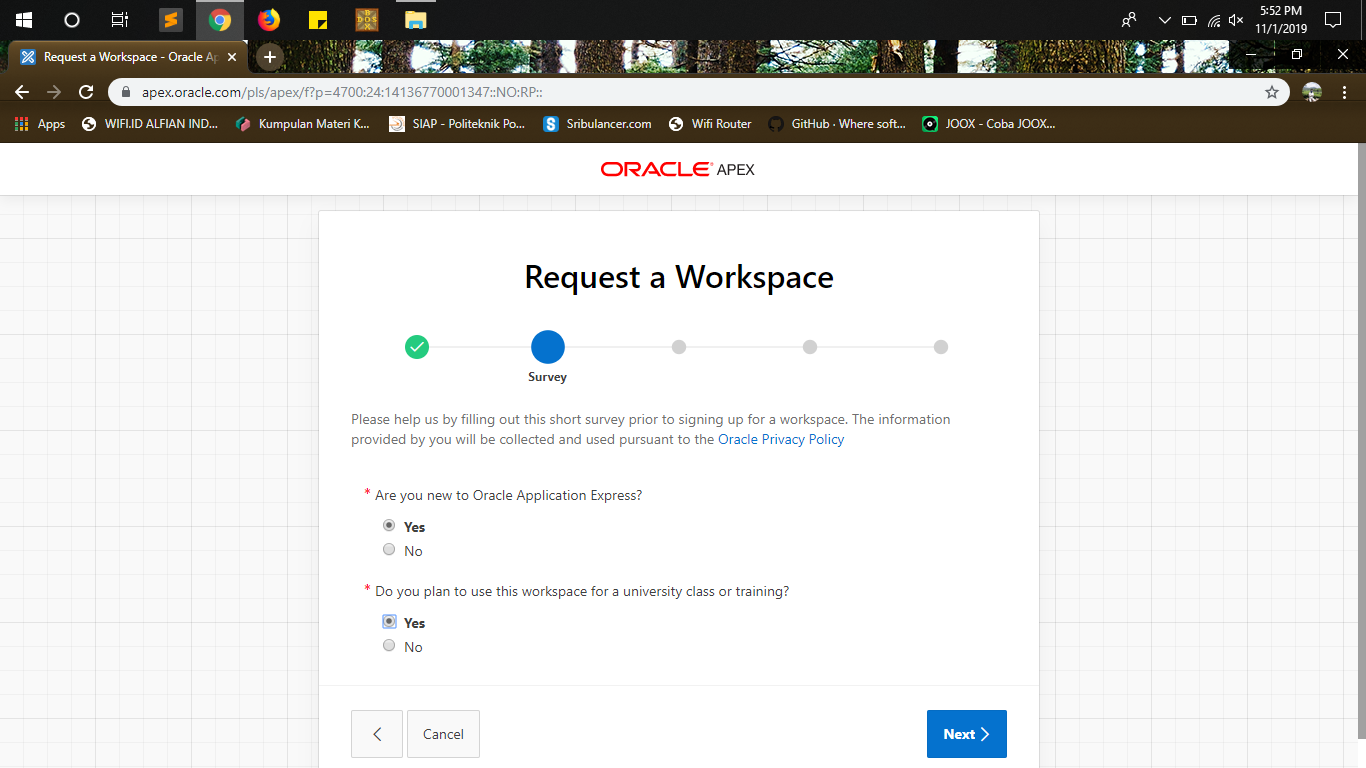 5:52 PM
11/1/2019
Request a Workspace - Oracle Ap
apex.oracle.com/pls/apex/f?p=4700:24:14136770001347::NO:RP::
Apps WIFI.ID ALFIAN IND... Kumpulan Materi K... SIAP - Politeknik Po... Sribulancer.com Wifi Router GitHub · Where soft... JOOX - Coba JOOX...
ORACLE APEX
Request a Workspace
Survey
Please help us by filling out this short survey prior to signing up for a workspace. The information
provided by you will be collected and used pursuant to the Oracle Privacy Policy
* Are you new to Oracle Application Express?
Yes
No
* Do you plan to use this workspace for a university class or training?
Yes
No
Cancel
Next